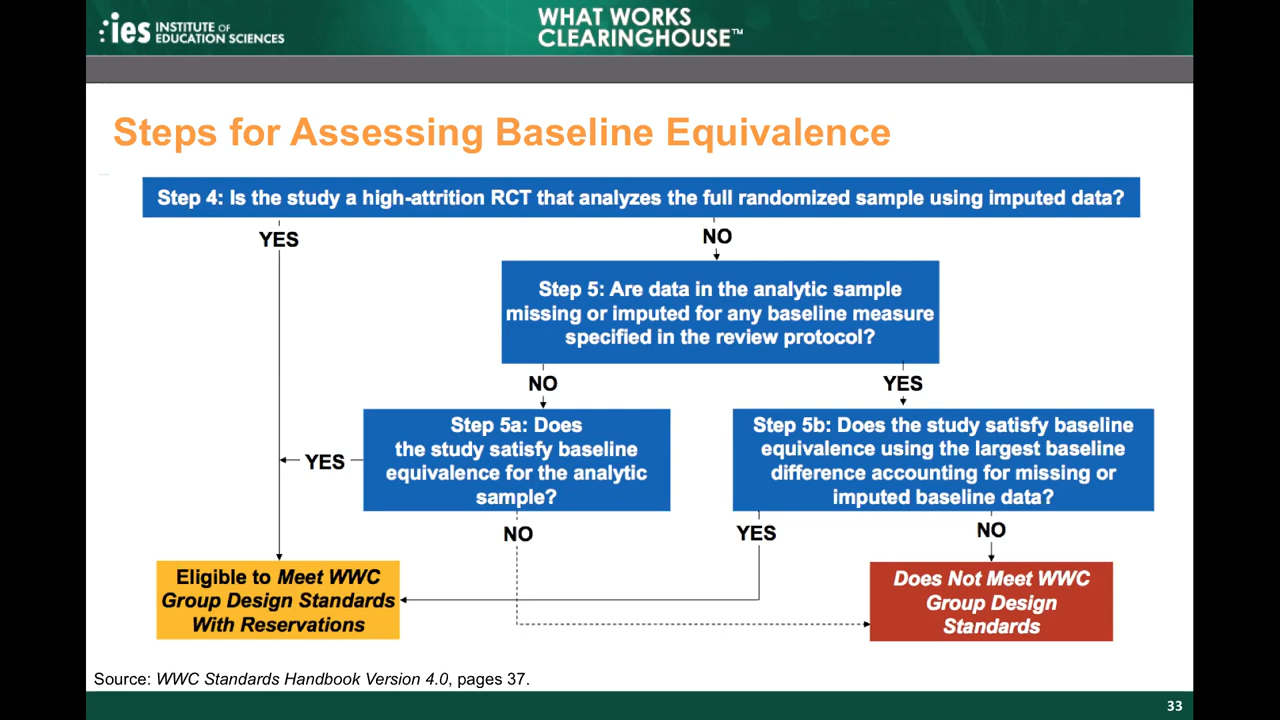 :ies INSTITUTE OF
EDUCATION SCIENCES
WHAT WORKS
CLEARINGHOUSE™
Steps for Assessing Baseline Equivalence
Step 4: Is the study a high-attrition RCT that analyzes the full randomized sample using imputed data?
YES
NO
Step 5: Are data in the analytic sample
missing or imputed for any baseline measure
specified in the review protocol?
NO
YES
Step 5a: Does
the study satisfy baseline
equivalence for the analytic
sample?
Step 5b: Does the study satisfy baseline
equivalence using the largest baseline
difference accounting for missing or
imputed baseline data?
YES
NO
YES
NO
Eligible to Meet WWC
Group Design Standards
With Reservations
Does Not Meet WWC
Group Design
Standards
Source: WWC Standards Handbook Version 4.0, pages 37.
33